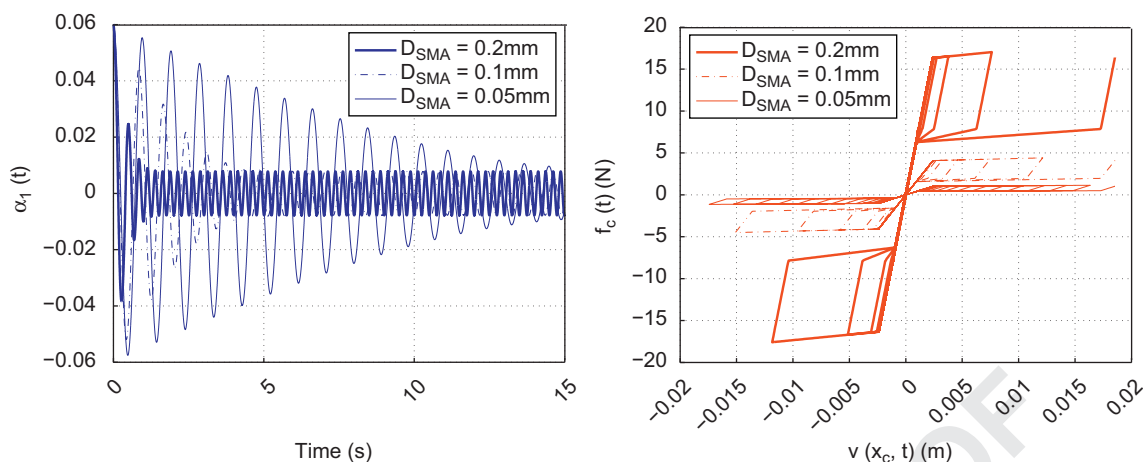 0.06
0.04
0.02
0
−0.02
−0.04
−0.06
α1 (t)
DSMA = 0.2mm
DSMA = 0.1mm
DSMA = 0.05mm
0
5
10
15
Time (s)
20
15
10
5
0
−5
−10
−15
−20
fc (t) (N)
DSMA = 0.2mm
DSMA = 0.1mm
DSMA = 0.05mm
−0.02
−0.015
−0.01
−0.005
0
0.005
0.01
0.015
0.02
v (xc, t) (m)
OF